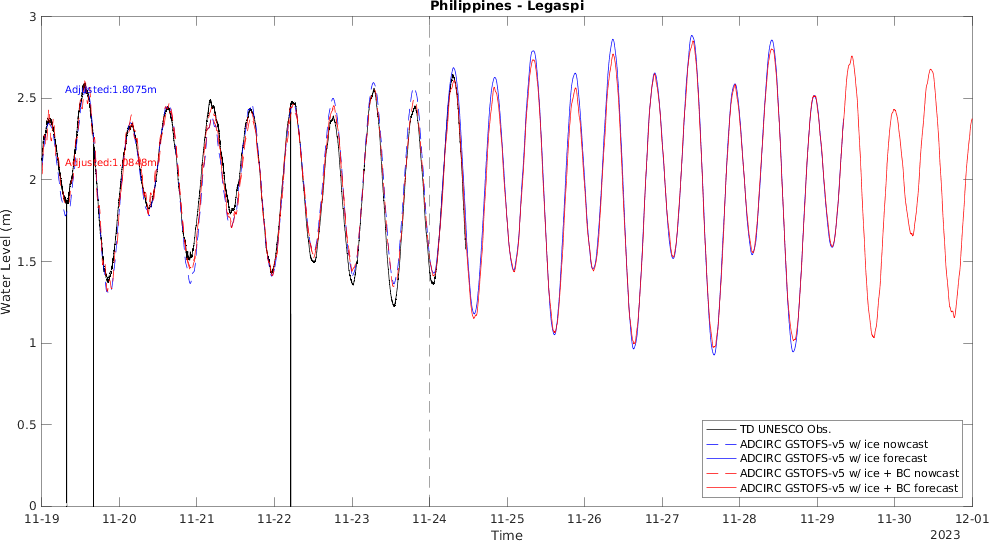 Philippines - Legaspi
3
2.5
2
1.5
1
0.5
0
Water Level (m)
Adjusted:1.8075m
Adjusted:1.0848m
TD UNESCO Obs.
ADCIRC GSTOFS-v5 w/ ice nowcast
ADCIRC GSTOFS-v5 w/ ice forecast
ADCIRC GSTOFS-v5 w/ ice + BC nowcast
ADCIRC GSTOFS-v5 w/ ice + BC forecast
11-19 11-20 11-21 11-22 11-23 11-24 11-25 11-26 11-27 11-28 11-29 11-30 12-01
Time
2023